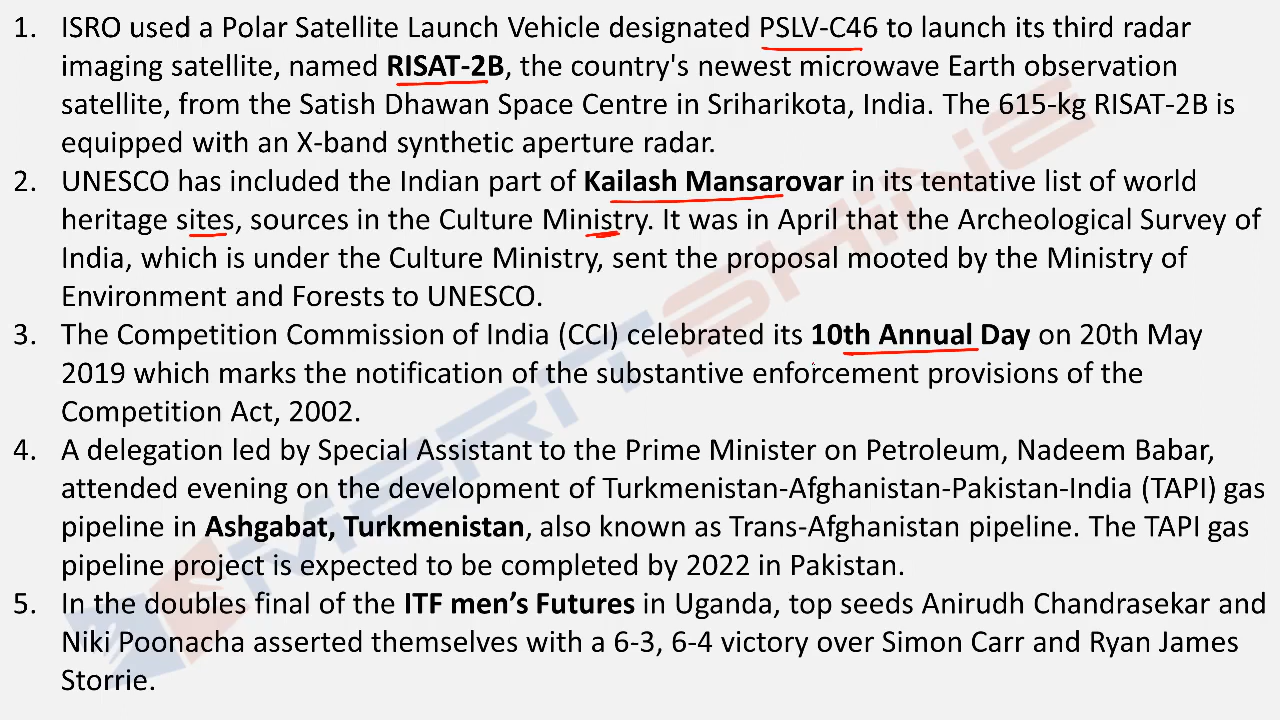 1. ISRO used a Polar Satellite Launch Vehicle designated PSLV-C46 to launch its third radar
imaging satellite, named RISAT-2B, the country's newest microwave Earth observation
satellite, from the Satish Dhawan Space Centre in Sriharikota, India. The 615-kg RISAT-2B is
equipped with an X-band synthetic aperture radar.
2. UNESCO has included the Indian part of Kailash Mansarovar in its tentative list of world
heritage sites, sources in the Culture Ministry. It was in April that the Archeological Survey of
India, which is under the Culture Ministry, sent the proposal mooted by the Ministry of
Environment and Forests to UNESCO.
3. The Competition Commission of India (CCI) celebrated its 10th Annual Day on 20th May
2019 which marks the notification of the substantive enforcement provisions of the
Competition Act, 2002.
4. A delegation led by Special Assistant to the Prime Minister on Petroleum, Nadeem Babar,
attended evening on the development of Turkmenistan-Afghanistan-Pakistan-India (TAPI) gas
pipeline in Ashgabat, Turkmenistan, also known as Trans-Afghanistan pipeline. The TAPI gas
pipeline project is expected to be completed by 2022 in Pakistan.
5. In the doubles final of the ITF men’s Futures in Uganda, top seeds Anirudh Chandrasekar and
Niki Poonacha asserted themselves with a 6-3, 6-4 victory over Simon Carr and Ryan James
Storrie.
MERITSHINE